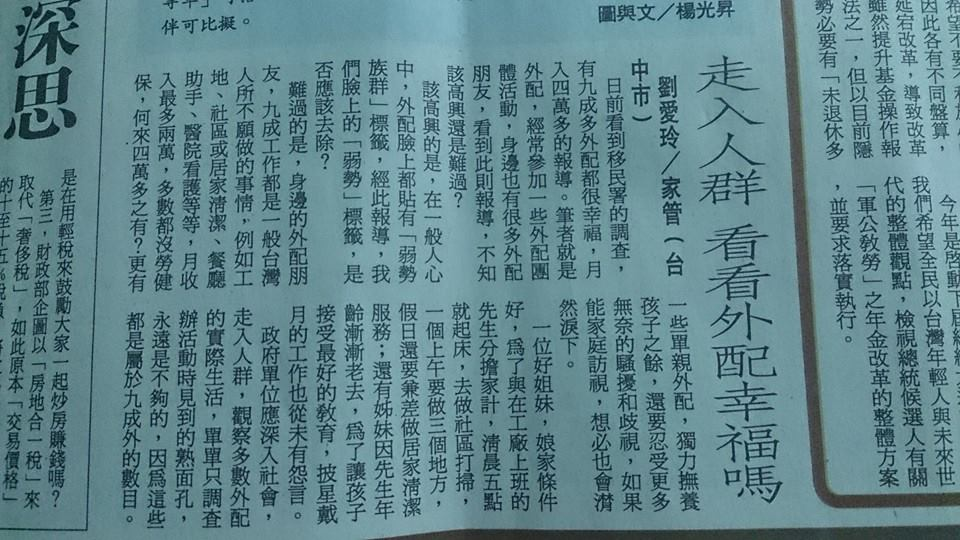 因此各有不同盤算，
延宕改革，導致改革
雖然提升基金操作報
法之一，但以目前隱
勢必要有「未退休多
我們希望全民以台灣年輕人與未來世
代的整體觀點，檢視總統候選人有關
「軍公教勞」之年金改革的整體方案
，並要求落實執行。
走入人群 看看外配幸福嗎
劉愛玲／家管（台
中市）
日前看到移民署的調查，
有九成多外配都很幸福，月
入四萬多的報導。筆者就是
外配，經常參加一些外配團
體活動，身邊也有很多外配
朋友，看到此則報導，不知
該高興還是難過？
該高興的是，在一般人心
中，外配臉上都貼有「弱勢
族群」標籤，經此報導，我
們臉上的「弱勢」標籤，是
否應該去除？
難過的是，身邊的外配朋
友，九成工作都是一般台灣
人所不願做的事情，例如工
地、社區或居家清潔、餐廳
助手、醫院看護等等，月收
入最多兩萬，多數都沒勞健
保，何來四萬多之有？更有
一些單親外配，獨力撫養
孩子之餘，還要忍受更多
無奈的騷擾和歧視，如果
能家庭訪視，想必也會潸
然淚下。
一位好姐妹，娘家條件
好，為了與在工廠上班的
先生分擔家計，清晨五點
就起床，去做社區打掃，
一個上午要做三個地方，
假日還要兼差做居家清潔
服務；還有姊妹因先生年
齡漸漸老去，為了讓孩子
接受最好的教育，披星戴
月的工作也從未有怨言。
政府單位應深入社會，
走入人群，觀察多數外配
的實際生活，單單只調查
辦活動時見到的熟面孔，
永遠是不夠的，因為這些
都是屬於九成外的數目。
圖與文／楊光昇
深思
是在用輕稅來鼓勵大家一起炒房賺錢嗎？
第三，財政部企圖以「房地合一稅」來
取代「奢侈稅」，如此原本「交易價格」
的十至十五%稅